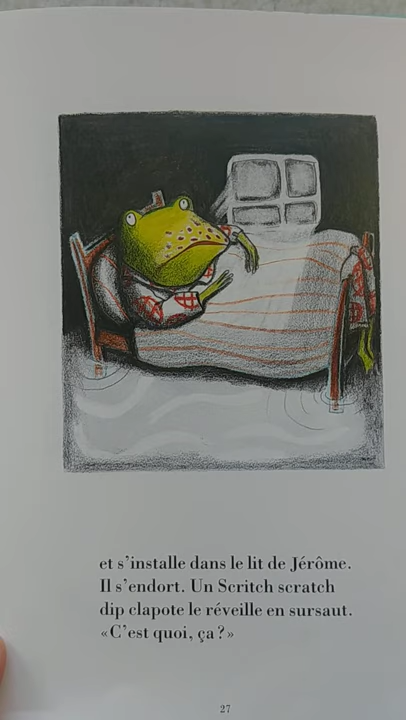 et s'installe dans le lit de Jérôme.
Il s'endort. Un Scritch scratch
dip clapote le réveille en sursaut.
«C'est quoi, ça?»
27